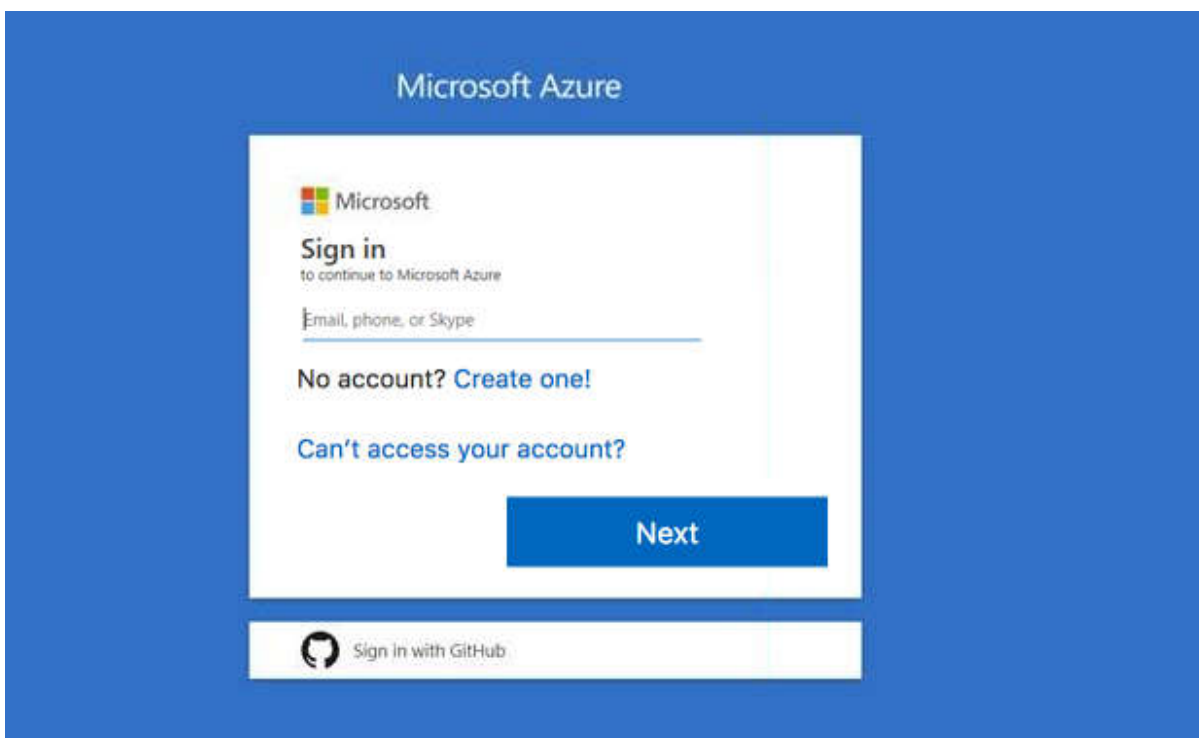 Microsoft Azure
Microsoft
Sign in
to continue to Microsoft Azure
Email, phone, or Skype
No account? Create one!
Can't access your account?
Next
Sign in with GitHub